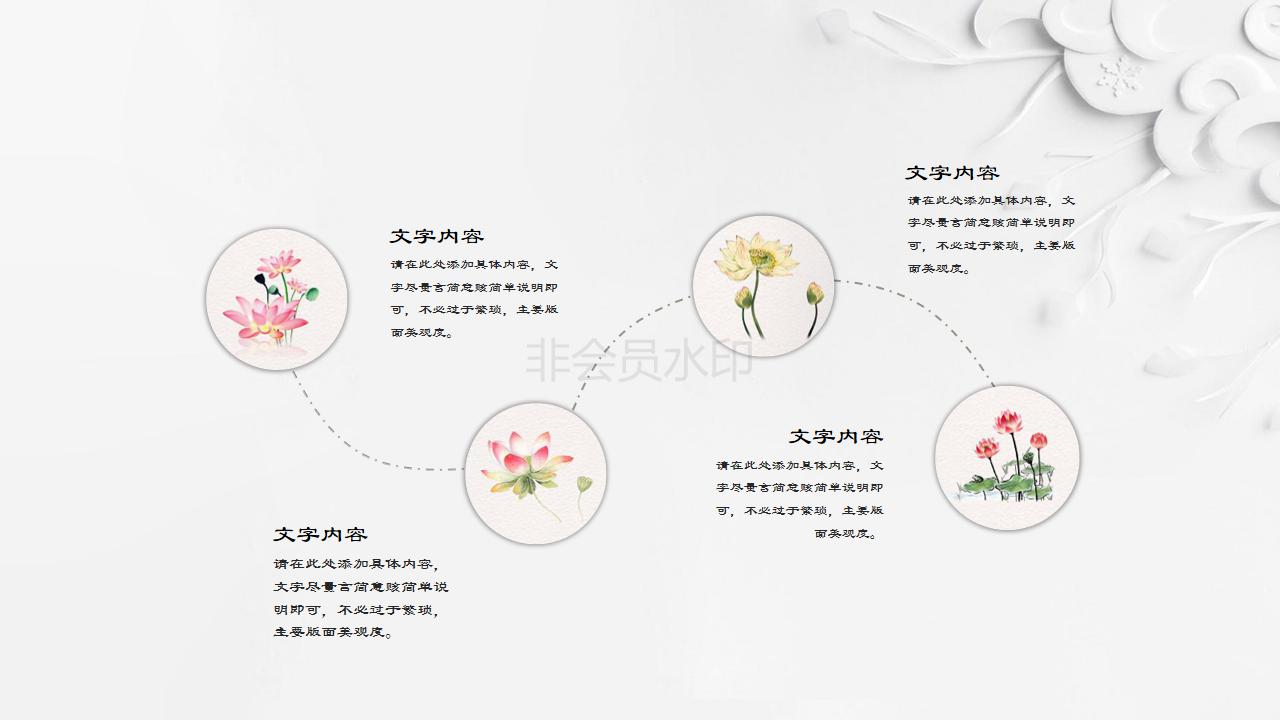 文字内容
请在此处添加具体内容，文
字尽量言简意赅简单说明即
可，不必过于繁琐，主要版
面美观度。
文字内容
请在此处添加具体内容，
文字尽量言简意赅简单说
明即可，不必过于繁琐，
主要版面美观度。
文字内容
请在此处添加具体内容，文
字尽量言简意赅简单说明即
可，不必过于繁琐，主要版
面美观度。
文字内容
请在此处添加具体内容，文
字尽量言简意赅简单说明即
可，不必过于繁琐，主要版
面美观度。
非会员水印